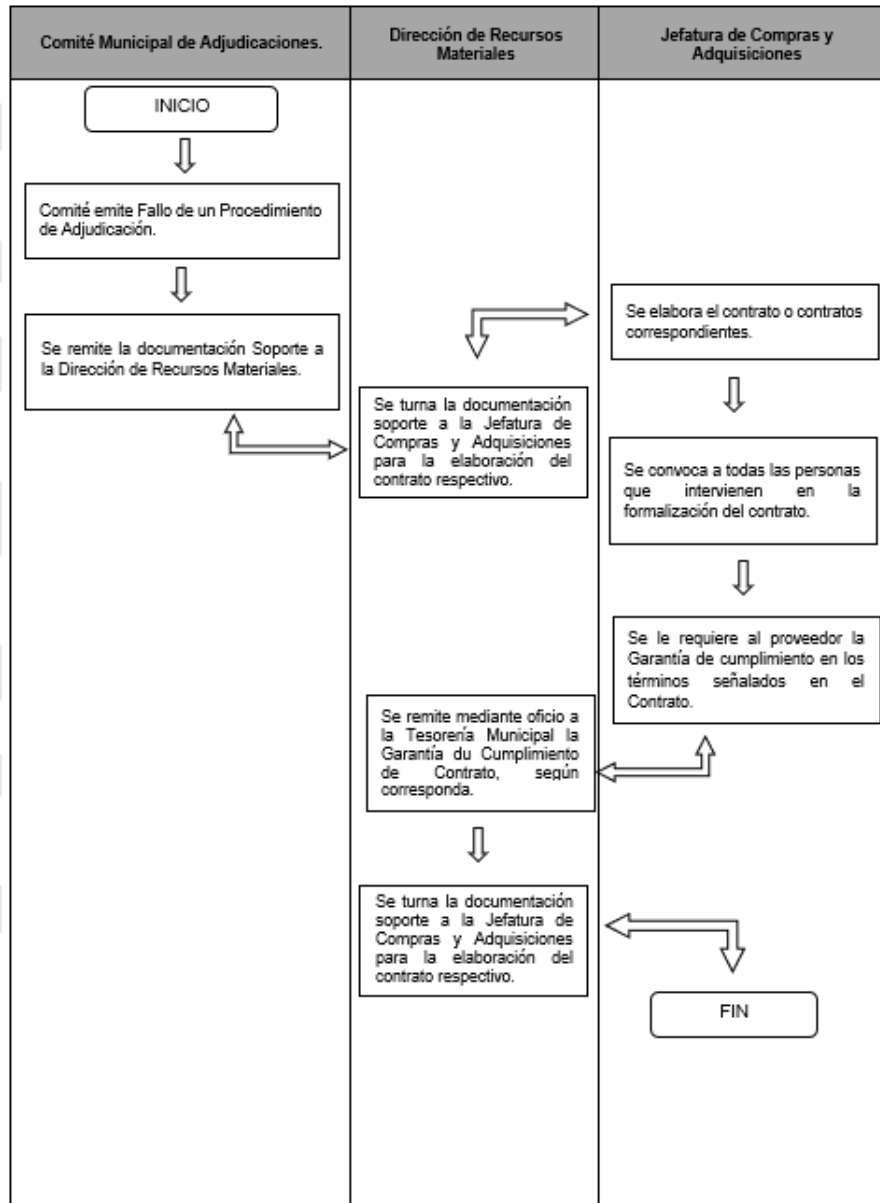 Comité Municipal de Adjudicaciones.
Dirección de Recursos
Materiales
Jefatura de Compras y
Adquisiciones
INICIO
Comité emite Fallo de un Procedimiento
de Adjudicación.
Se remite la documentación Soporte a
la Dirección de Recursos Materiales.
Se turna la documentación
soporte a la Jefatura de
Compras y Adquisiciones
para la elaboración del
contrato respectivo.
Se elabora el contrato o contratos
correspondientes.
Se convoca a todas las personas
que intervienen en la
formalización del contrato.
Se le requiere al proveedor la
Garantía de cumplimiento en los
términos señalados en el
Contrato.
Se remite mediante oficio a
la Tesorería Municipal la
Garantía du Cumplimiento
de Contrato, según
corresponda.
Se turna la documentación
soporte a la Jefatura de
Compras y Adquisiciones
para la elaboración del
contrato respectivo.
FIN